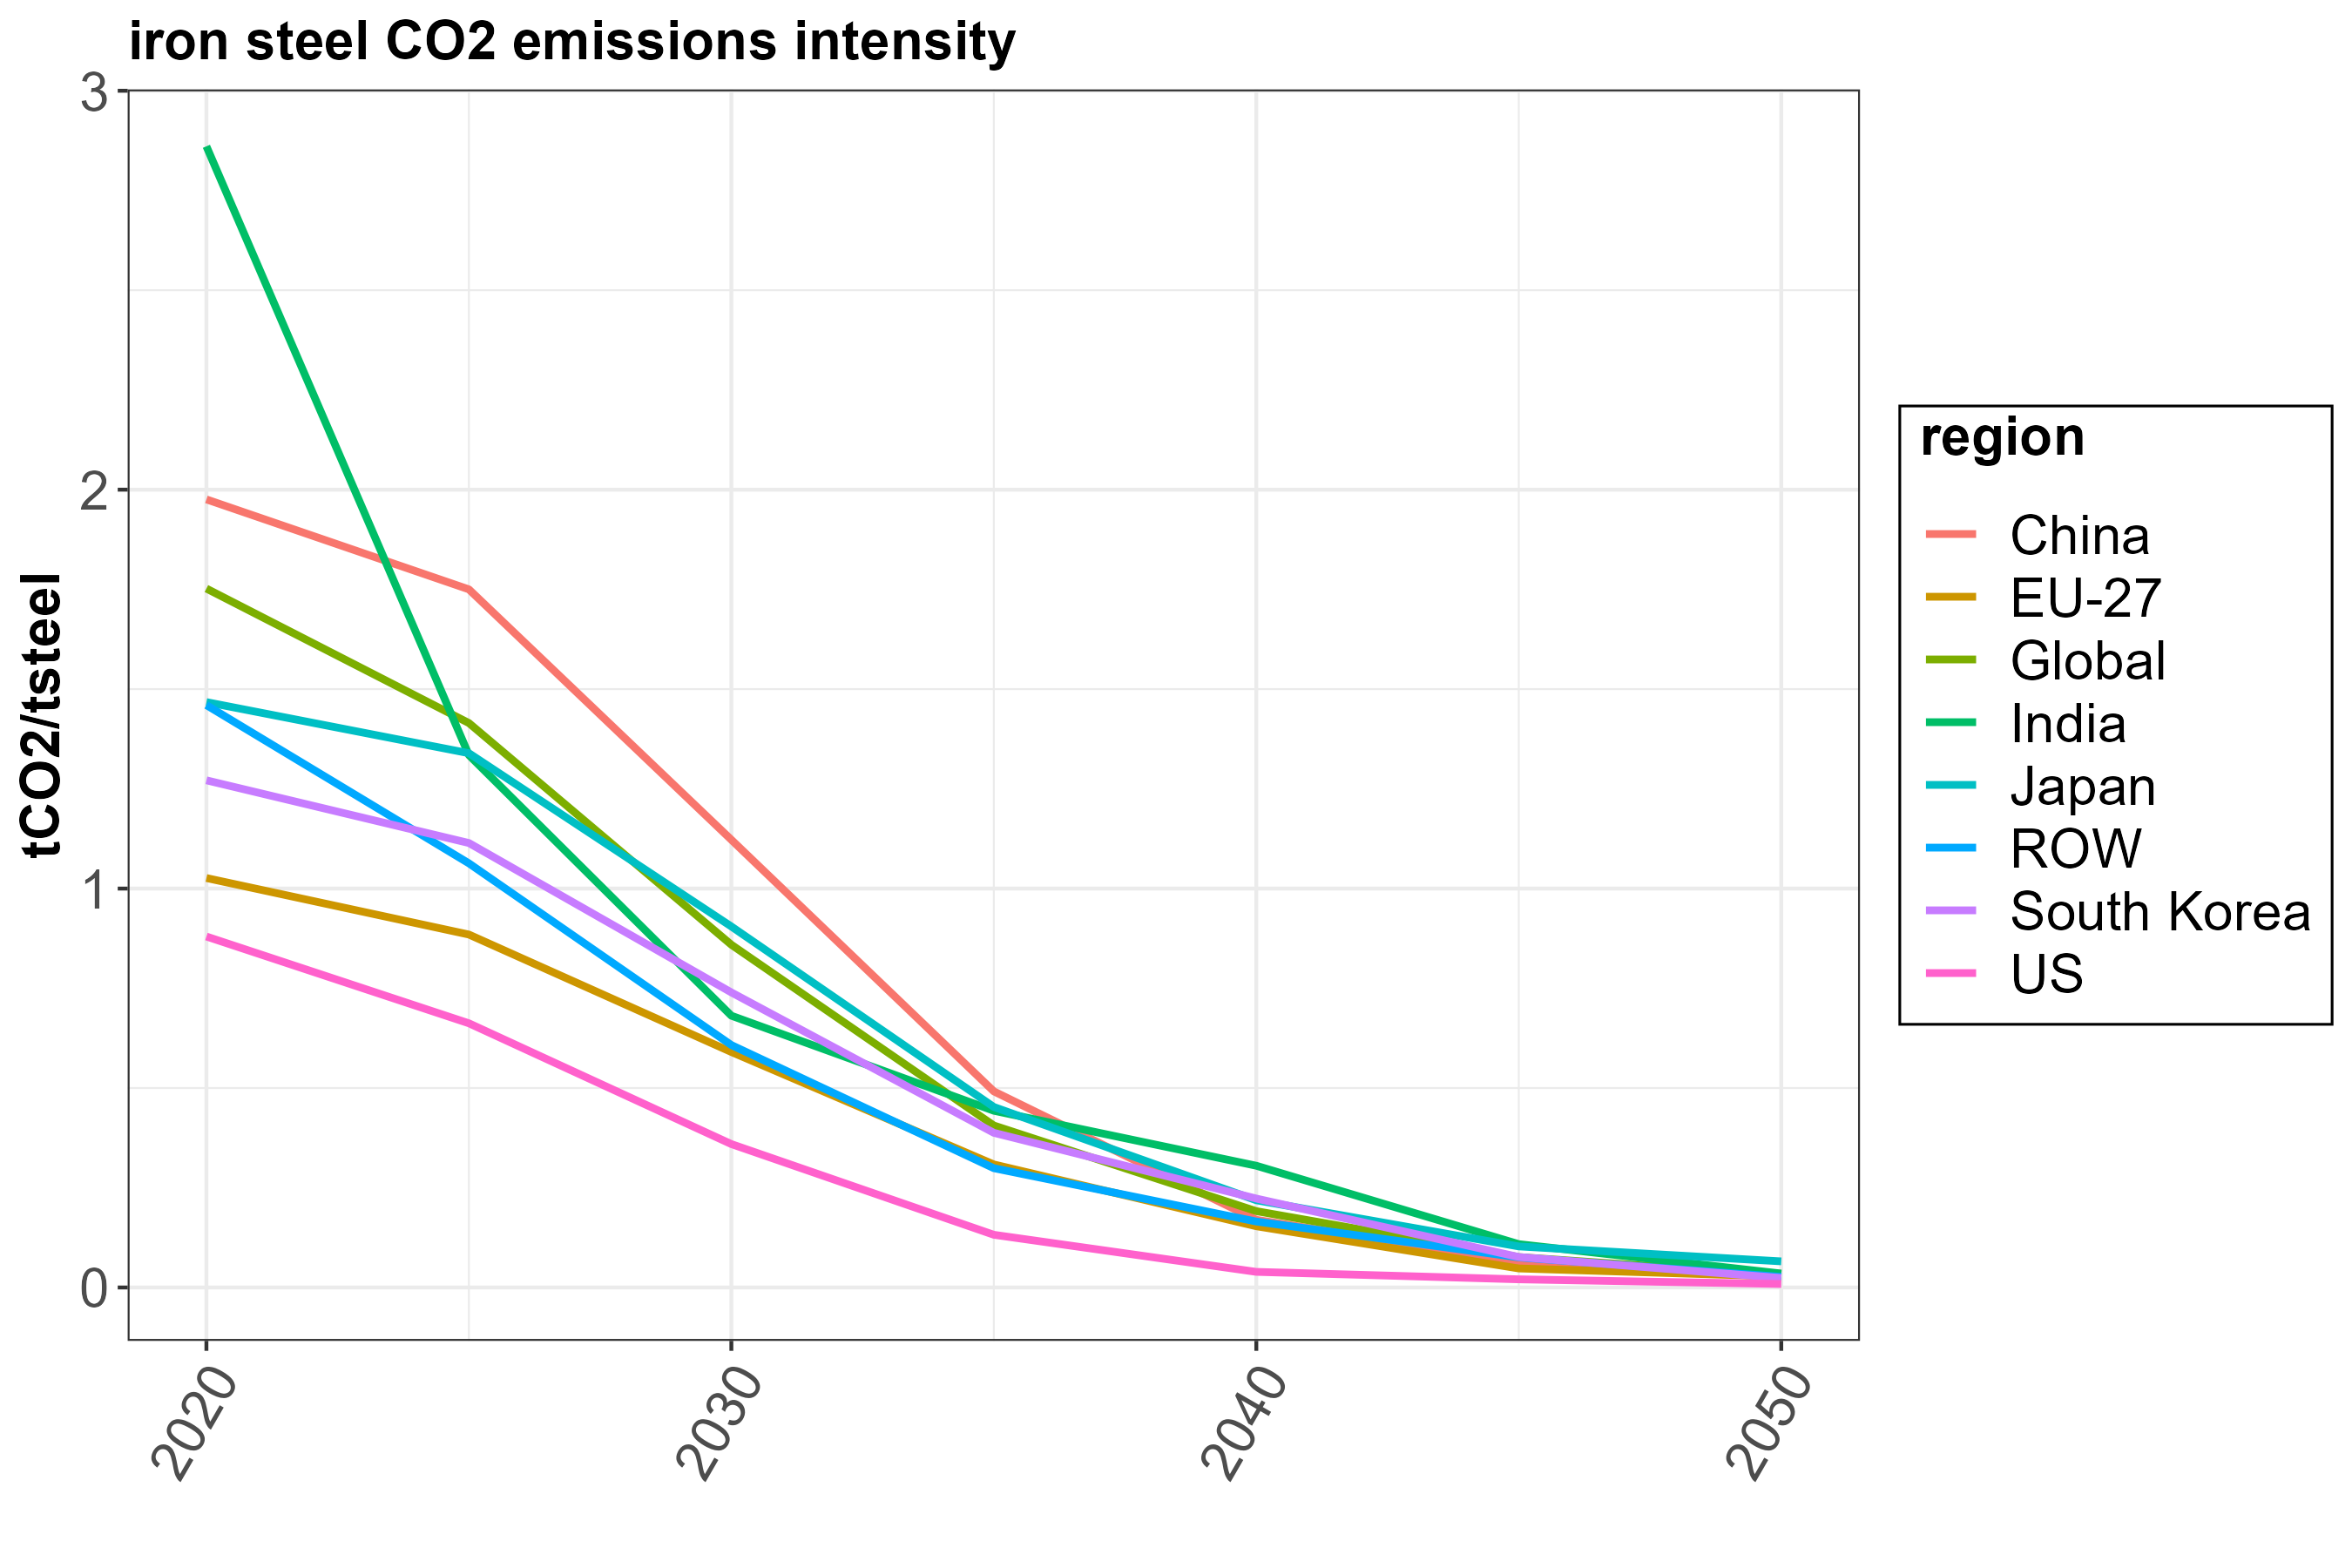 iron steel CO2 emissions intensity
tCO2/tsteel
3
2
1
0
2020
2030
2040
2050
region
China
EU-27
Global
India
Japan
ROW
South Korea
US